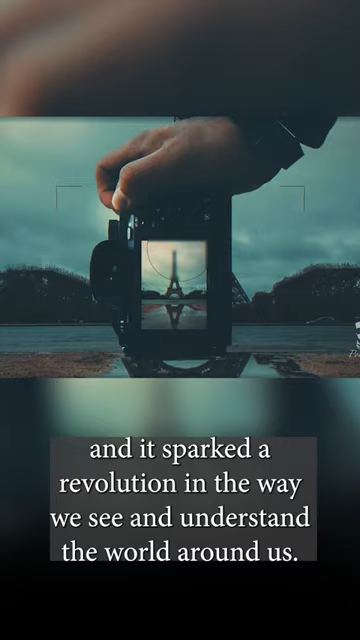 and it sparked a
revolution in the way
we see and understand
the world around us.